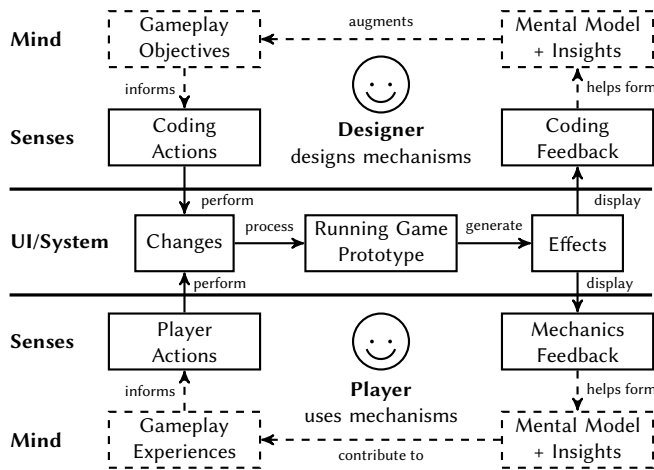 Mind
Gameplay
Objectives
augments
Mental Model
+ Insights
informs
helps form
Senses
Coding
Actions
Designer
designs mechanisms
Coding
Feedback
perform
display
UI/System
Changes
process
Running Game
Prototype
generate
Effects
perform
display
Senses
Player
Actions
Mechanics
Feedback
informs
Player
uses mechanisms
helps form
Mind
Gameplay
Experiences
contribute to
Mental Model
+ Insights